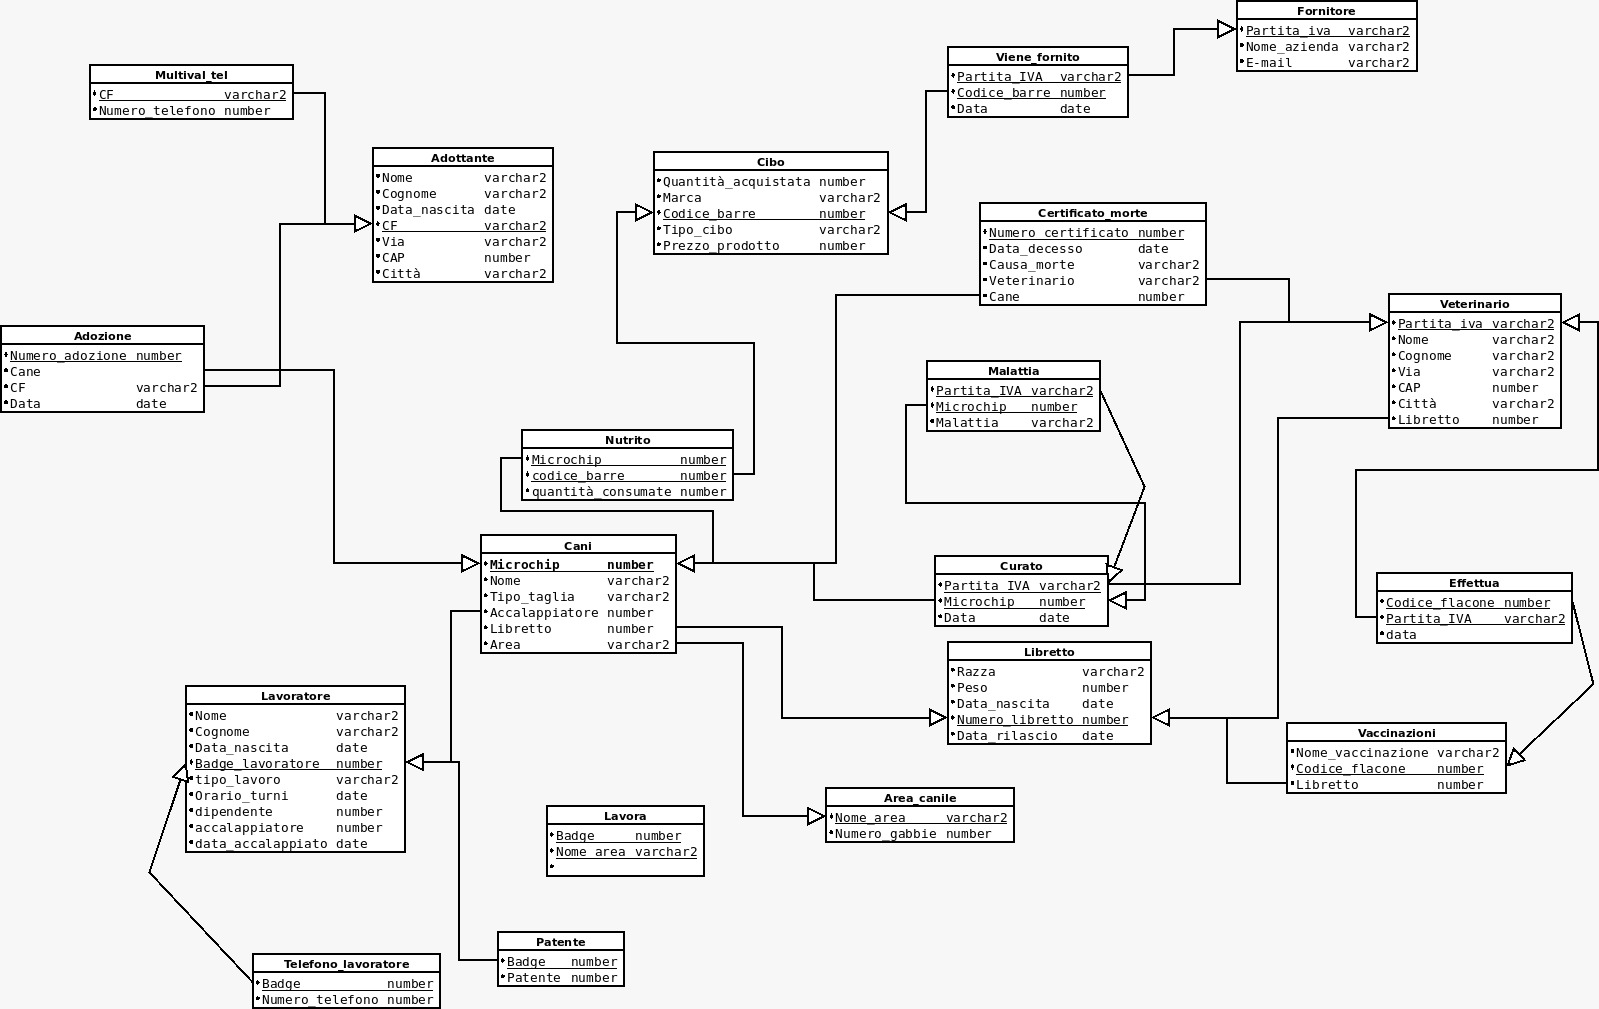 Fornitore
Partita_iva varchar2
Nome_azienda varchar2
E-mail varchar2
Viene_fornito
Partita_IVA varchar2
Codice_barre number
Data date
Multival_tel
CF varchar2
Numero_telefono number
Adottante
Nome varchar2
Cognome varchar2
Data_nascita date
CF varchar2
Via varchar2
CAP number
Città varchar2
Cibo
Quantità_acquistata number
Marca varchar2
Codice_barre number
Tipo_cibo varchar2
Prezzo_prodotto number
Certificato_morte
Numero_certificato number
Data_decesso date
Causa_morte varchar2
Veterinario varchar2
Cane number
Veterinario
Partita_iva varchar2
Nome varchar2
Cognome varchar2
Via varchar2
CAP number
Città varchar2
Libretto number
Adozione
Numero_adozione number
Cane
CF varchar2
Data date
Malattia
Partita_IVA varchar2
Microchip number
Malattia varchar2
Nutrito
Microchip number
codice_barre number
quantità_consumate number
Cani
Microchip number
Nome varchar2
Tipo_taglia varchar2
Accalappiatore number
Libretto number
Area varchar2
Curato
Partita_IVA varchar2
Microchip number
Data date
Effettua
Codice_flacone number
Partita_IVA varchar2
data
Libretto
Razza varchar2
Peso number
Data_nascita date
Numero_libretto number
Data_rilascio date
Lavoratore
Nome varchar2
Cognome varchar2
Data_nascita date
Badge_lavoratore number
tipo_lavoro varchar2
Orario_turni date
dipendente number
accalappiatore number
data_accalappiato date
Vaccinazioni
Nome_vaccinazione varchar2
Codice_flacone number
Libretto number
Area_canile
Nome_area varchar2
Numero_gabbie number
Lavora
Badge number
Nome_area varchar2
Patente
Badge number
Patente number
Telefono_lavoratore
Badge number
Numero_telefono number